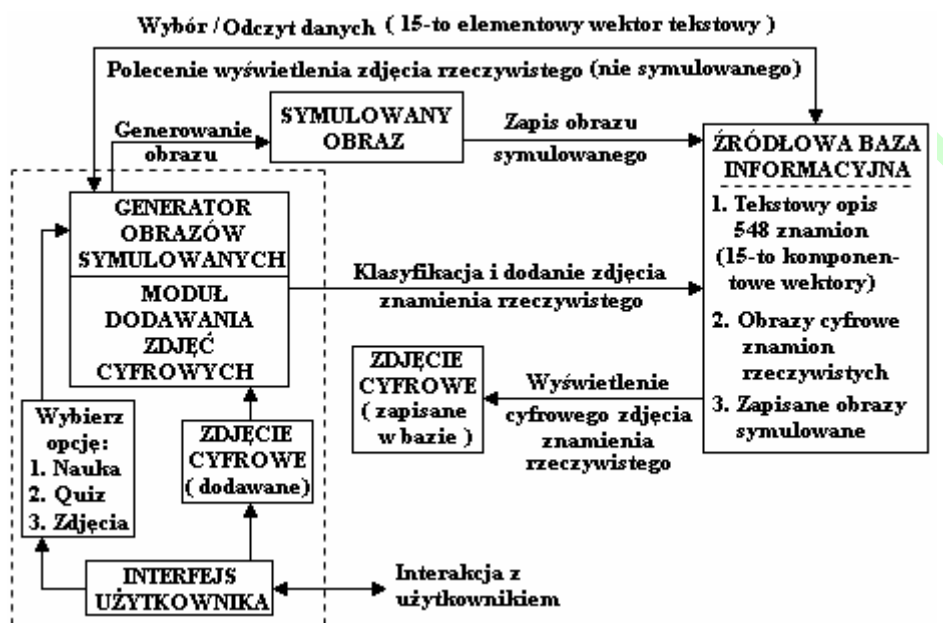 Wybór / Odczyt danych ( 15-to elementowy wektor tekstowy )
Polecenie wyświetlenia zdjęcia rzeczywistego (nie symulowanego)
Generowanie
obrazu
SYMULOWANY
OBRAZ
Zapis obrazu
symulowanego
ŹRÓDŁOWA BAZA
INFORMACYJNA
1. Tekstowy opis
548 znamion
(15-to komponen-
towe wektory)
2. Obrazy cyfrowe
znamion
rzeczywistych
3. Zapisane obrazy
symulowane
GENERATOR
OBRAZÓW
SYMULOWANYCH
MODUŁ
DODAWANIA
ZDJĘĆ
CYFROWYCH
Klasyfikacja i dodanie zdjęcia
znamienia rzeczywistego
ZDJĘCIE
CYFROWE
( zapisane
w bazie )
Wyświetlenie
cyfrowego zdjęcia
znamienia
rzeczywistego
Wybierz
opcję:
1. Nauka
2. Quiz
3. Zdjęcia
ZDJĘCIE
CYFROWE
( dodawane)
INTERFEJS
UŻYTKOWNIKA
Interakcja z
użytkownikiem